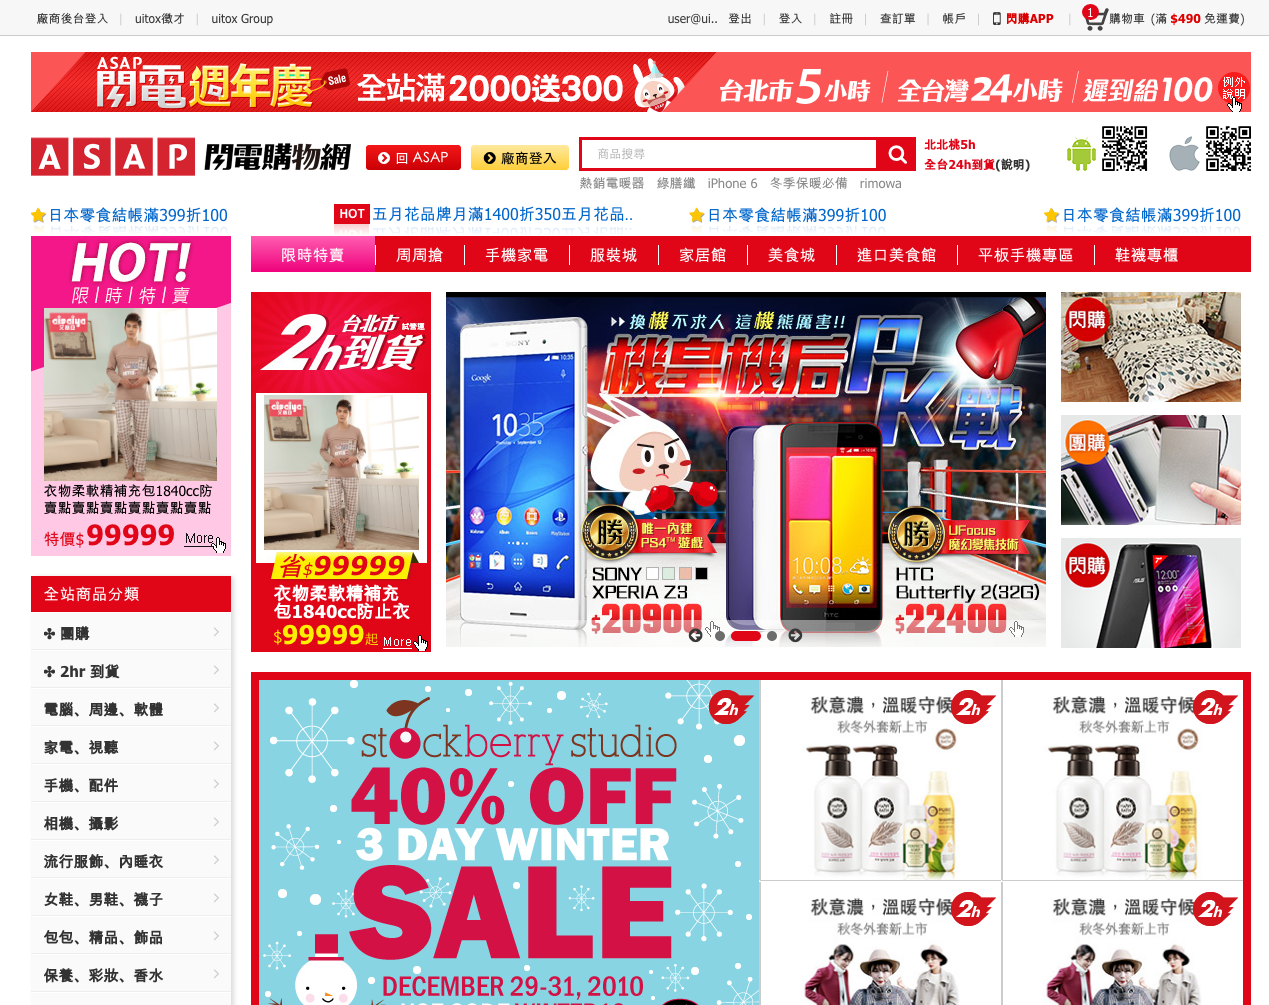 廠商後台登入 | uitox徵才 | uitox Group
user@ui.. 登出 | 登入 | 註冊 | 查訂單 | 帳戶 | 閃購APP | 1 購物車 (滿 $490 免運費)
ASAP
閃電週年慶 Sale 全站滿2000送300 台北市5小時 全台灣24小時 遲到給100 例外說明
ASAP 閃電購物網 回 ASAP 廠商登入
商品搜尋
熱銷電暖器 綠膳纖 iPhone 6 冬季保暖必備 rimowa
北北桃5h
全台24h到貨(說明)
日本零食結帳滿399折100
HOT 五月花品牌月滿1400折350五月花品..
日本零食結帳滿399折100
日本零食結帳滿399折100
HOT!
限時特賣
衣物柔軟精補充包1840cc防
賣點賣點賣點賣點賣點賣點
特價$99999 More
限時特賣 周周搶 手機家電 服裝城 家居館 美食城 進口美食館 平板手機專區 鞋襪專櫃
台北市 試營運
2h到貨
省$99999
衣物柔軟精補充
包1840cc防止衣
$99999起 More
換機不求人 這機熊厲害!!
機皇機后PK戰
SONY
Google
10:35
勝 唯一內建
PS4™遊戲
SONY
XPERIA Z3
$20900
10:08
htc
勝 UFocus
魔幻變焦技術
HTC
Butterfly 2(32G)
$22400
閃購
團購
閃購
12:00
全站商品分類
團購
2hr 到貨
電腦、周邊、軟體
家電、視聽
手機、配件
相機、攝影
流行服飾、內睡衣
女鞋、男鞋、襪子
包包、精品、飾品
保養、彩妝、香水
2h
stockberry studio
40% OFF
3 DAY WINTER
SALE
DECEMBER 29-31, 2010
秋意濃，溫暖守候 2h
秋冬外套新上市
秋意濃，溫暖守候 2h
秋冬外套新上市
秋意濃，溫暖守候 2h
秋冬外套新上市
秋意濃，溫暖守候 2h
秋冬外套新上市